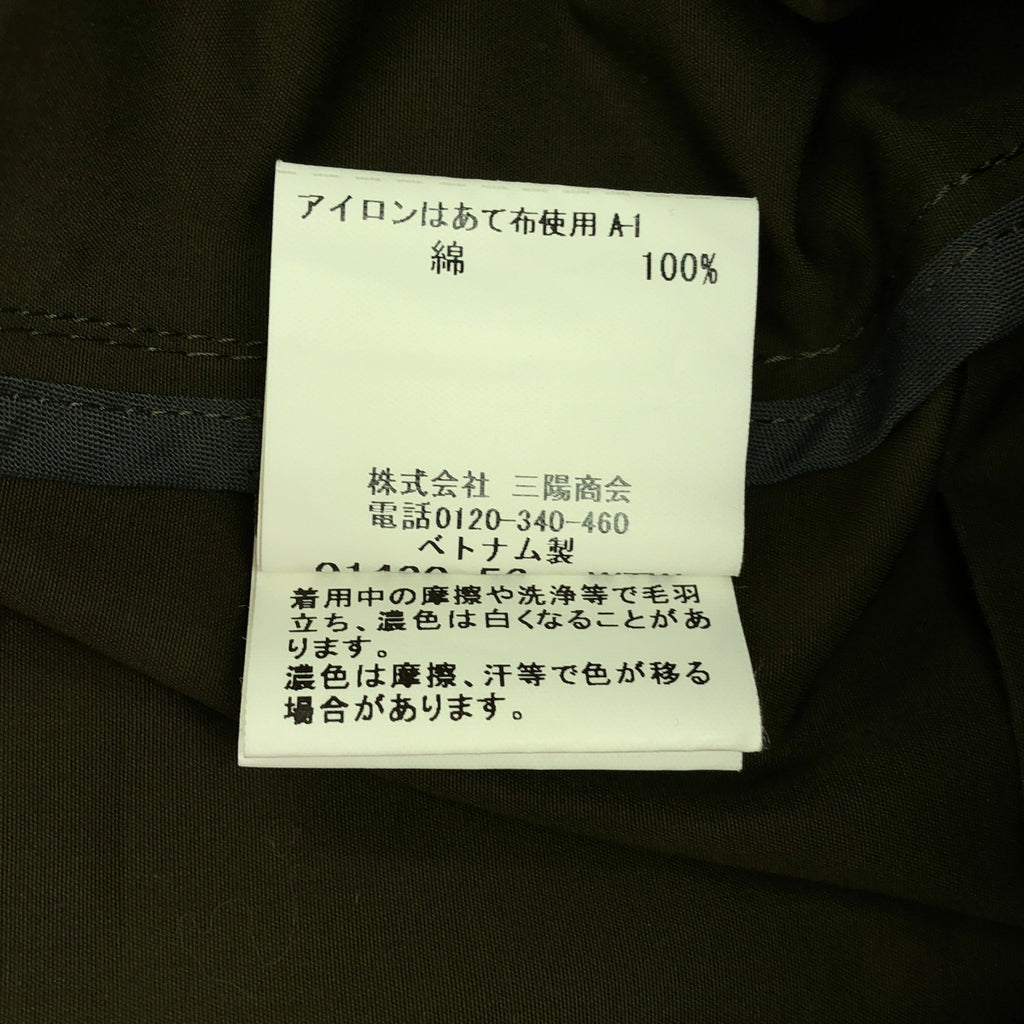 アイロンはあて布使用 A-1
綿 100%
株式会社 三陽商会
電話0120-340-460
ベトナム製
着用中の摩擦や洗浄等で毛羽
立ち、濃色は白くなることがあ
ります。
濃色は摩擦、汗等で色が移る
場合があります。